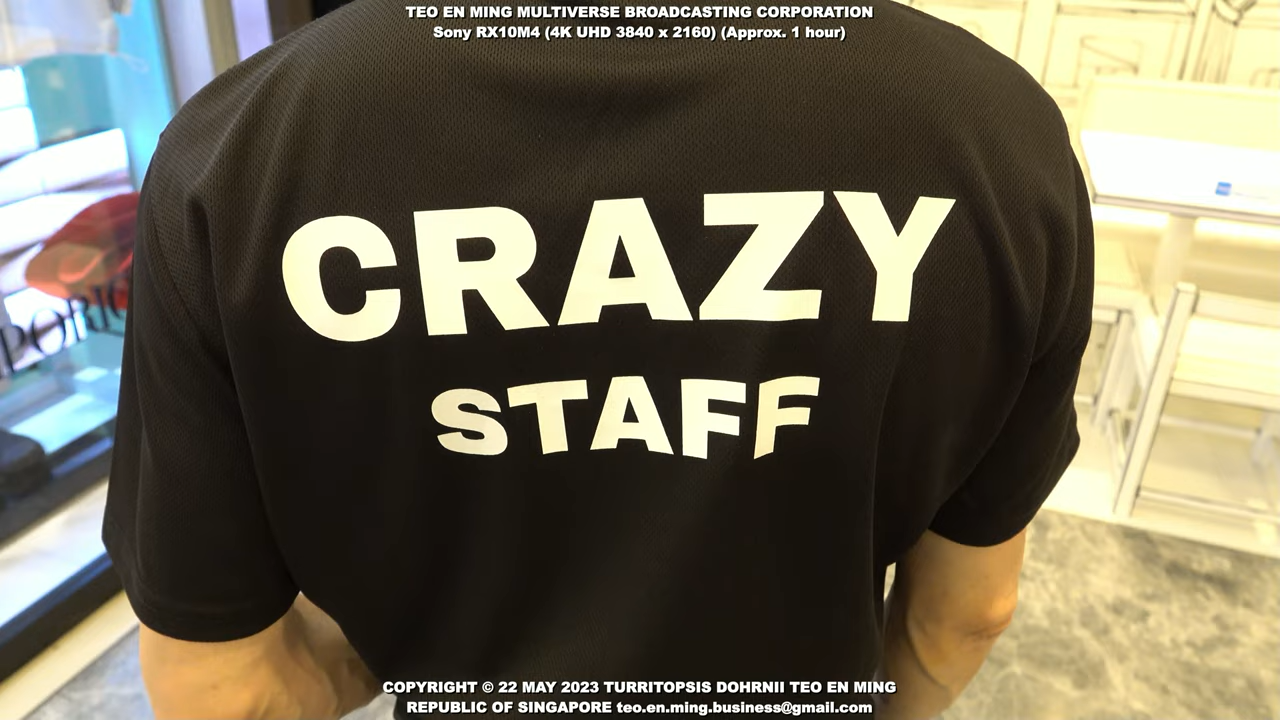 TEO EN MING MULTIVERSE BROADCASTING CORPORATION
Sony RX10M4 (4K UHD 3840 x 2160) (Approx. 1 hour)
CRAZY
STAFF
COPYRIGHT © 22 MAY 2023 TURRITOPSIS DOHRNII TEO EN MING
REPUBLIC OF SINGAPORE teo.en.ming.business@gmail.com